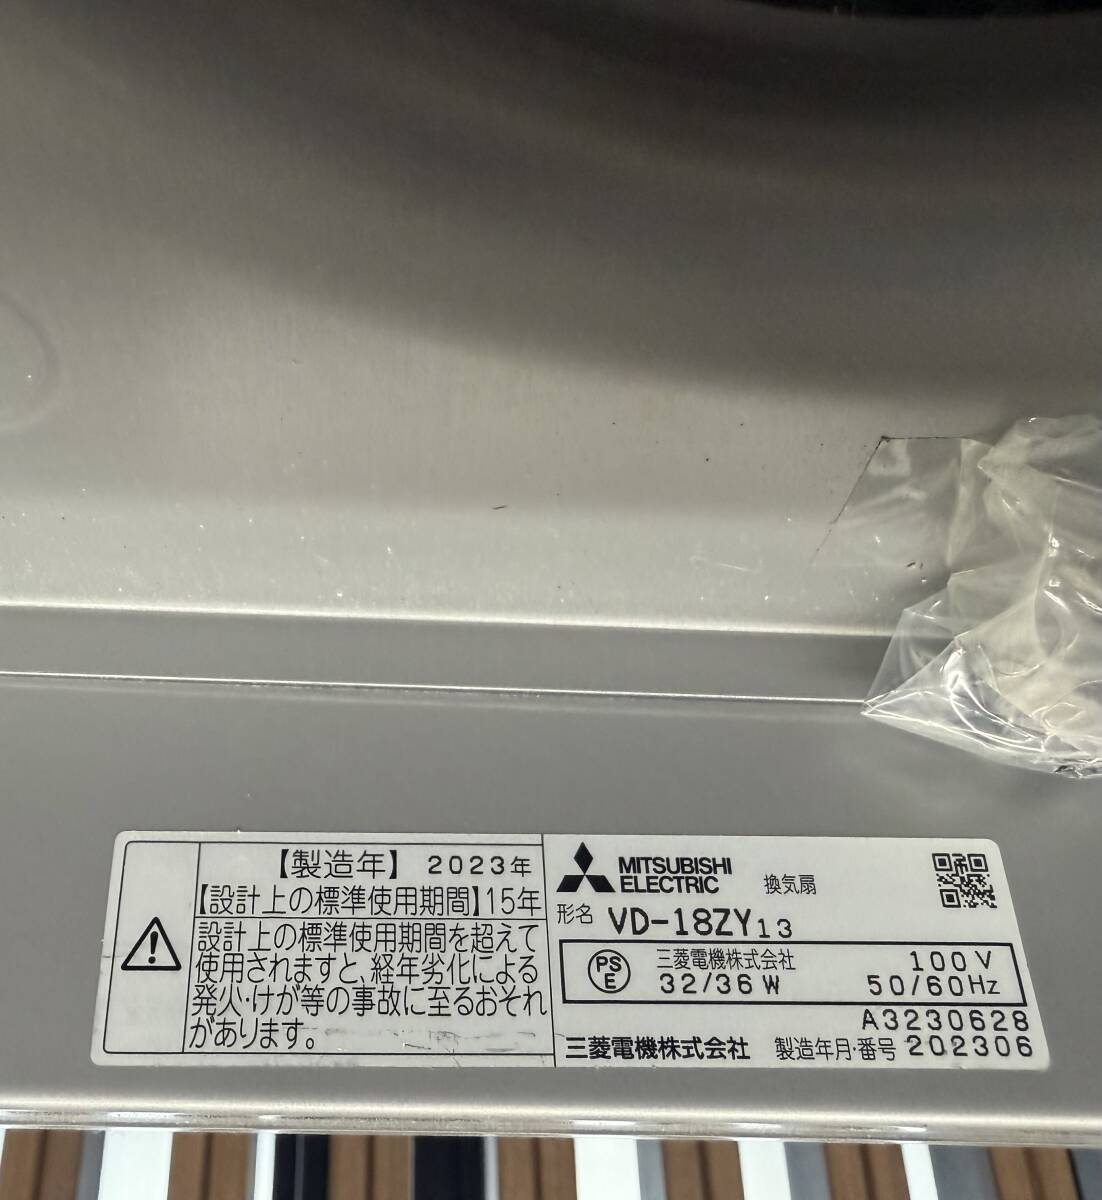 【製造年】 2023年
【設計上の標準使用期間】15年
設計上の標準使用期間を超えて
使用されますと、経年劣化による
発火・けが等の事故に至るおそれ
があります。
MITSUBISHI
ELECTRIC
換気扇
形名 VD-18ZY13
PS
E
三菱電機株式会社 100V
32/36W 50/60Hz
A3230628
三菱電機株式会社 製造年月・番号 202306